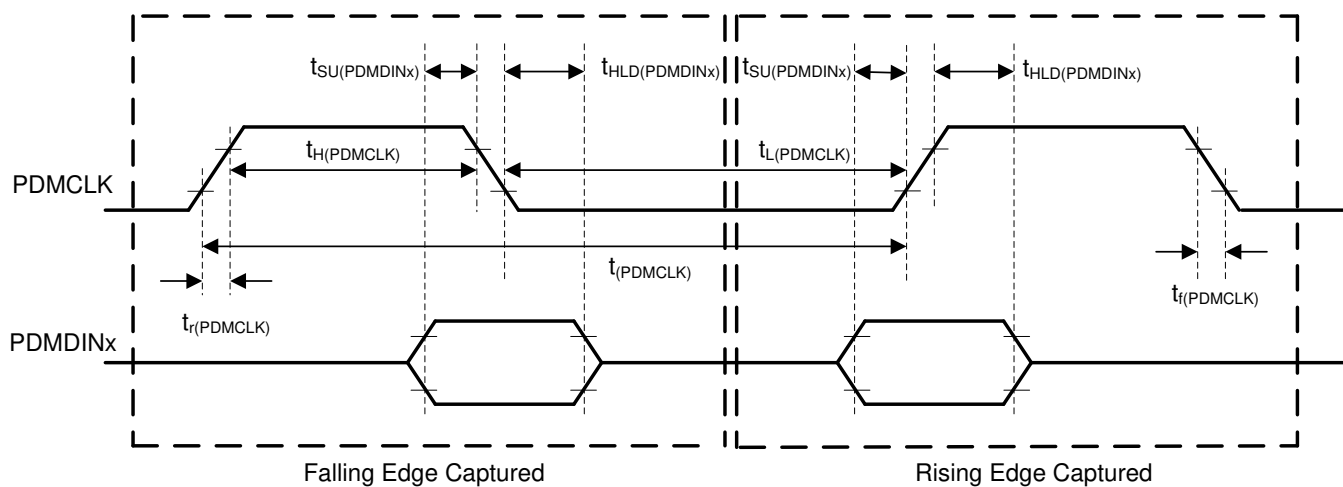 tSU(PDMDINx)
tHLD(PDMDINx)
tSU(PDMDINx)
tHLD(PDMDINx)
tH(PDMCLK)
tL(PDMCLK)
PDMCLK
t(PDMCLK)
tr(PDMCLK)
tf(PDMCLK)
PDMDINx
Falling Edge Captured
Rising Edge Captured